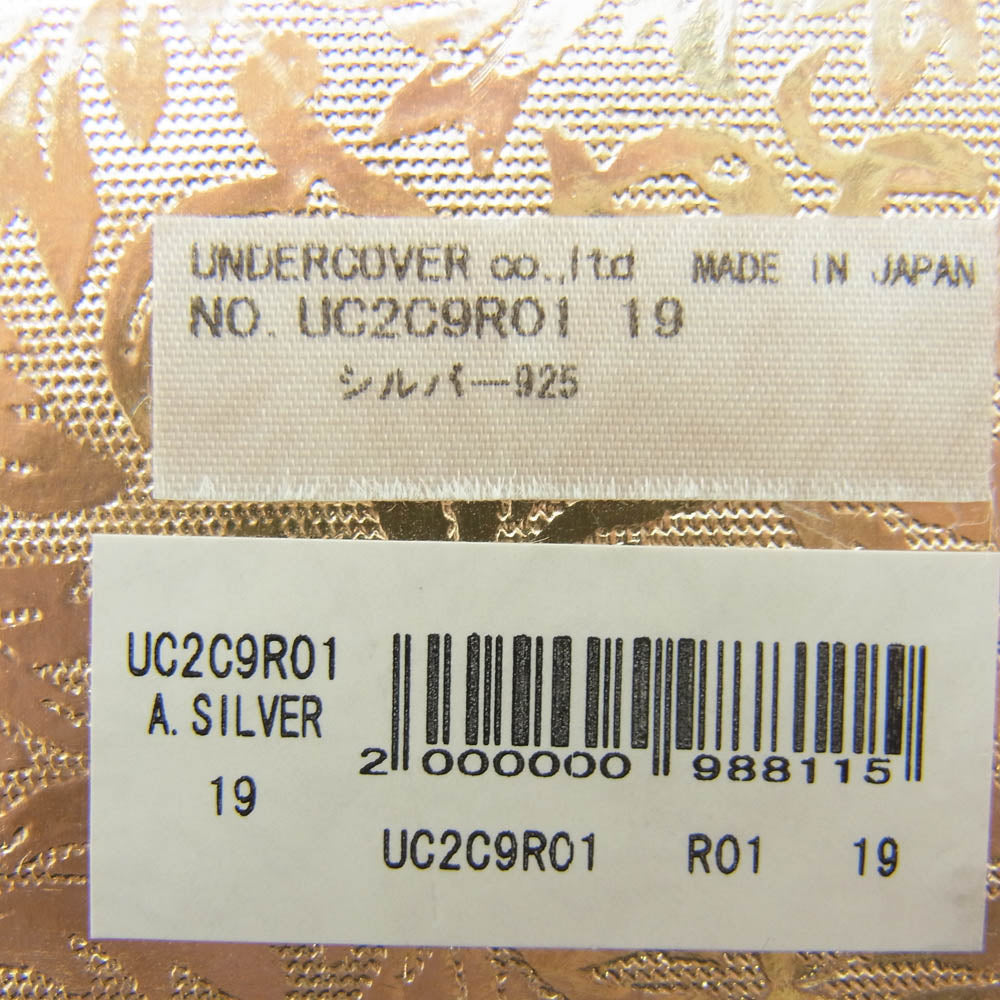 UNDERCOVER co.,ltd MADE IN JAPAN
NO. UC2C9R01 19
シルバー925
UC2C9R01
A.SILVER
19
2 000000 988115
UC2C9R01 R01 19